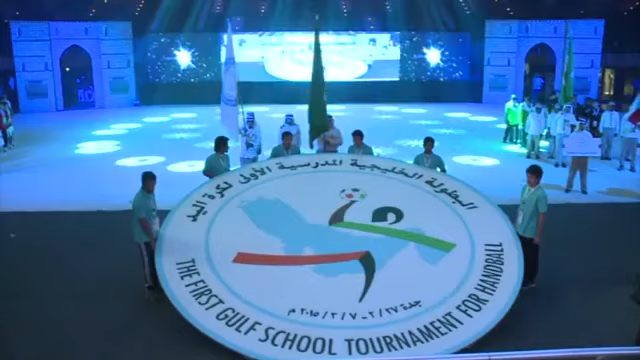 البطولة الخليجية المدرسية الأولى لكرة اليد
جدة ٢/٢٧ - ٢٠١٥/٣/٧ م
THE FIRST GULF SCHOOL TOURNAMENT FOR HANDBALL